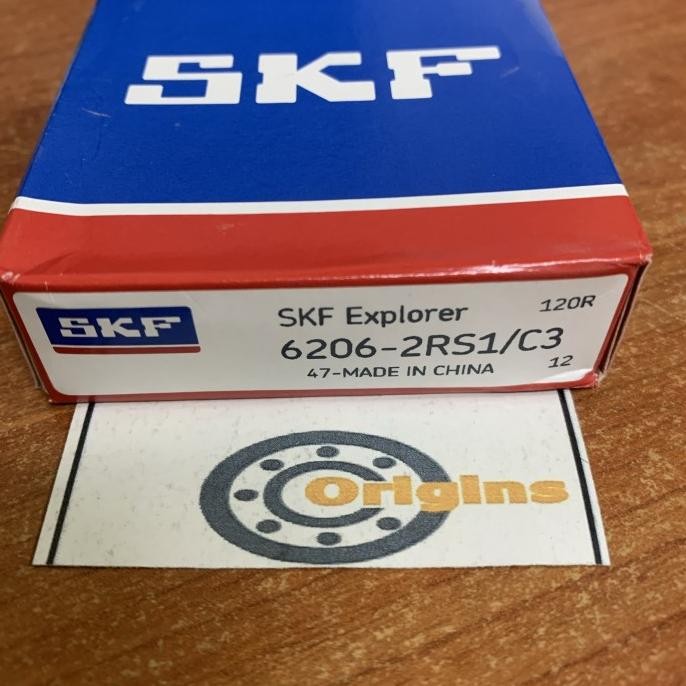 SKF
SKF
SKF Explorer
120R
6206-2RS1/C3
47-MADE IN CHINA
12
Origins